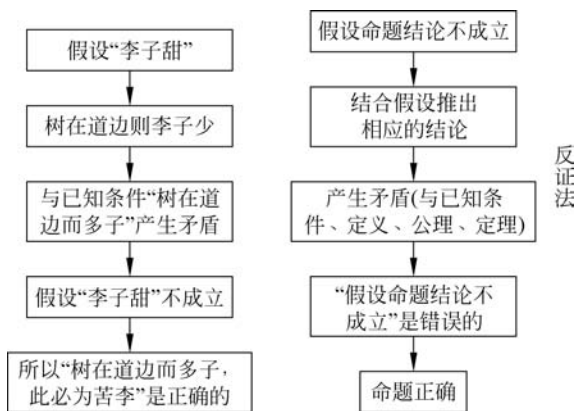 假设“李子甜”
树在道边则李子少
与已知条件“树在道
边而多子”产生矛盾
假设“李子甜”不成立
所以“树在道边而多子，
此必为苦李”是正确的
假设命题结论不成立
结合假设推出
相应的结论
产生矛盾(与已知条
件、定义、公理、定理)
“假设命题结论不
成立”是错误的
命题正确
反证法